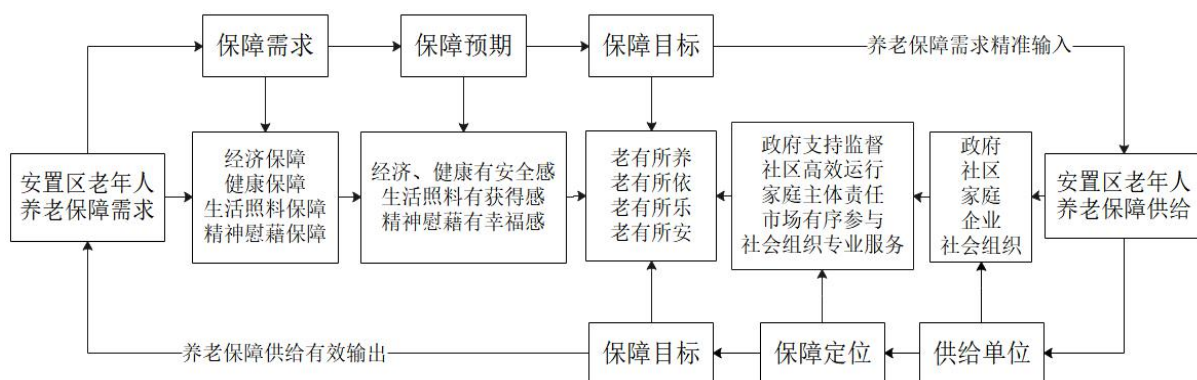 保障需求
保障预期
保障目标
养老保障需求精准输入
安置区老年人
养老保障需求
经济保障
健康保障
生活照料保障
精神慰藉保障
经济、健康有安全感
生活照料有获得感
精神慰藉有幸福感
老有所养
老有所依
老有所乐
老有所安
政府支持监督
社区高效运行
家庭主体责任
市场有序参与
社会组织专业服务
政府
社区
家庭
企业
社会组织
安置区老年人
养老保障供给
养老保障供给有效输出
保障目标
保障定位
供给单位